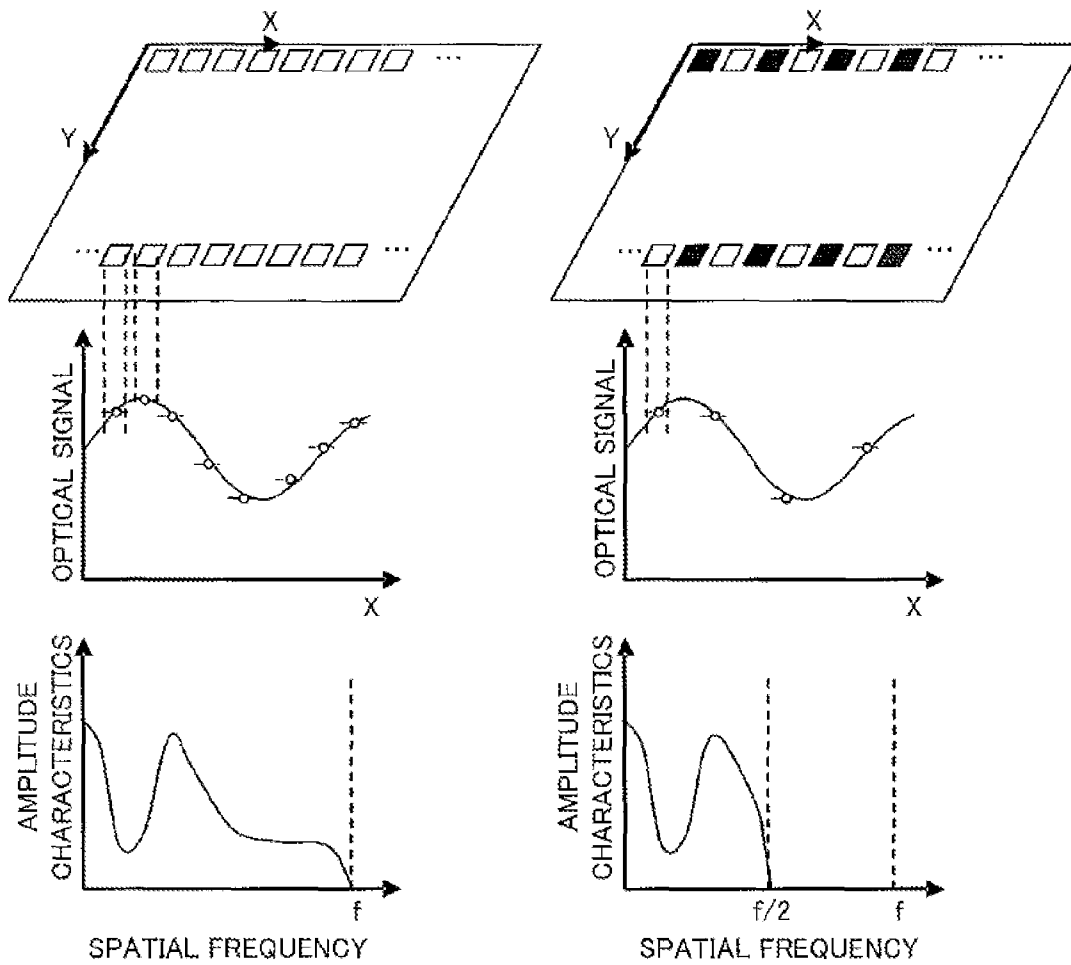 X
Y
...
... ...
OPTICAL SIGNAL
X
AMPLITUDE
CHARACTERISTICS
f
SPATIAL FREQUENCY
X
Y
...
... ...
OPTICAL SIGNAL
X
AMPLITUDE
CHARACTERISTICS
f/2 f
SPATIAL FREQUENCY